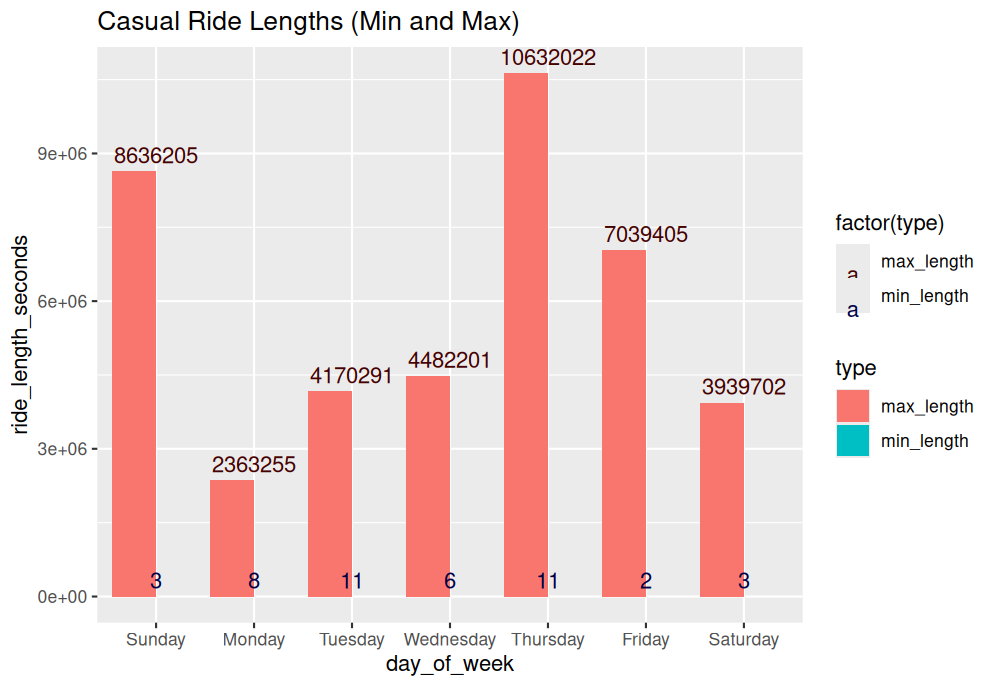 Casual Ride Lengths (Min and Max)
10632022
8636205
7039405
4482201
4170291
3939702
2363255
3 8 11 6 11 2 3
9e+06
6e+06
3e+06
0e+00
ride_length_seconds
Sunday Monday Tuesday Wednesday Thursday Friday Saturday
day_of_week
factor(type)
a max_length
a min_length
type
max_length
min_length